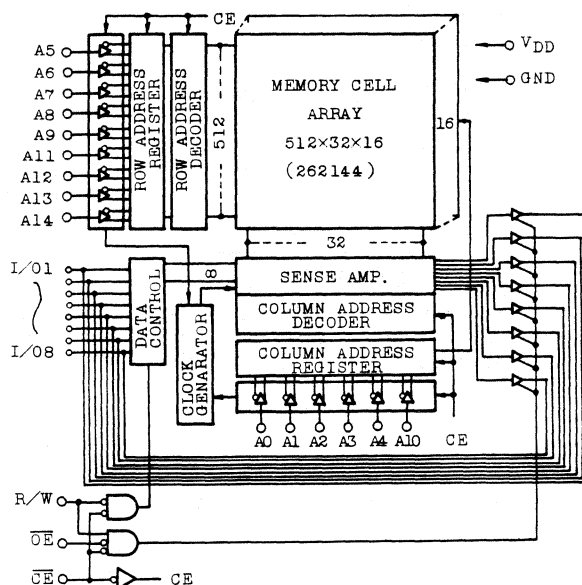 CE
A5
A6
A7
A8
A9
A11
A12
A13
A14
ROW ADDRESS
REGISTER
ROW ADDRESS
DECODER
512
MEMORY CELL
ARRAY
512×32×16
(262144)
16
VDD
GND
32
I/O1
I/O8
DATA
CONTROL
8
SENSE AMP.
COLUMN ADDRESS
DECODER
CLOCK
GENARATOR
COLUMN ADDRESS
REGISTER
A0 A1 A2 A3 A4 A10 CE
R/W
O̅E̅
C̅E̅ CE